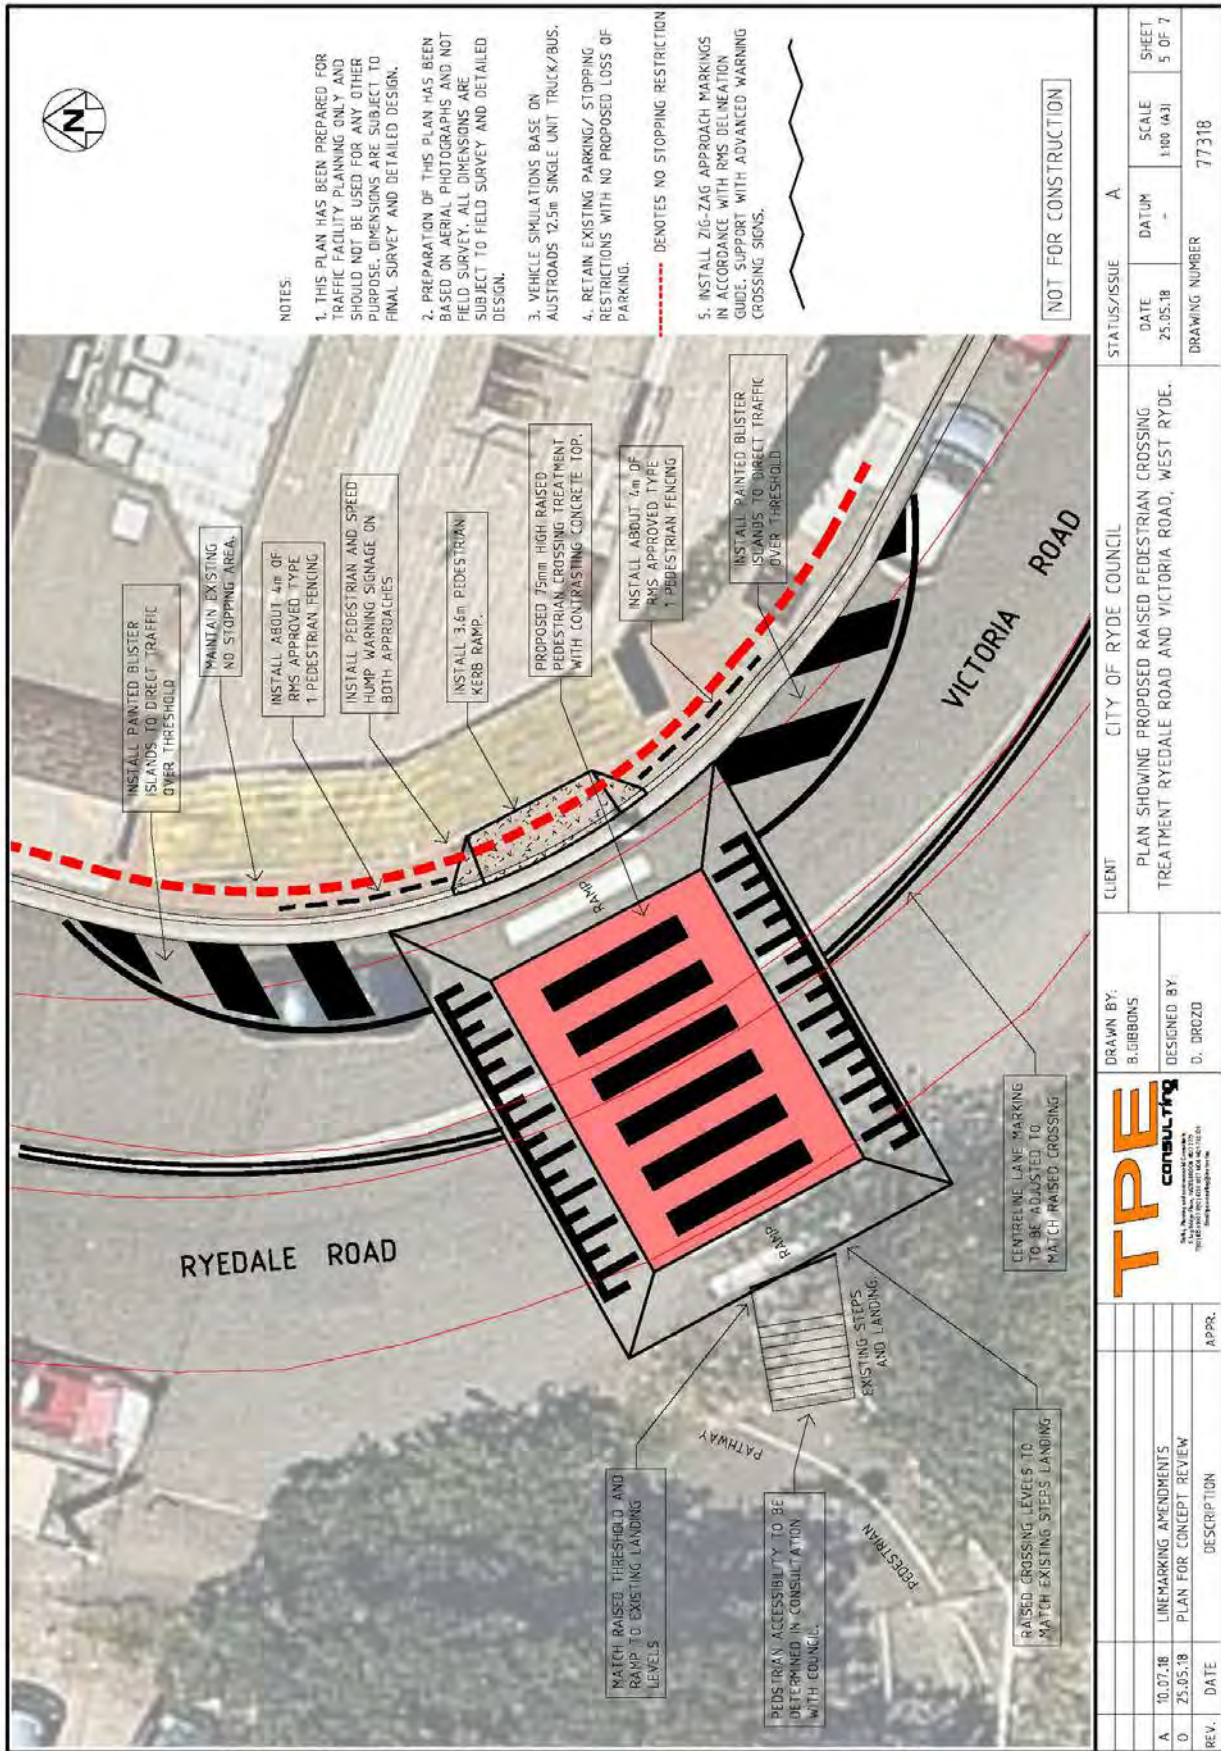 N
NOTES:
1. THIS PLAN HAS BEEN PREPARED FOR
TRAFFIC FACILITY PLANNING ONLY AND
SHOULD NOT BE USED FOR ANY OTHER
PURPOSE. DIMENSIONS ARE SUBJECT TO
FINAL SURVEY AND DETAILED DESIGN.
2. PREPARATION OF THIS PLAN HAS BEEN
BASED ON AERIAL PHOTOGRAPHS AND NOT
FIELD SURVEY. ALL DIMENSIONS ARE
SUBJECT TO FIELD SURVEY AND DETAILED
DESIGN.
3. VEHICLE SIMULATIONS BASE ON
AUSTROADS 12.5m SINGLE UNIT TRUCK/BUS.
4. RETAIN EXISTING PARKING/ STOPPING
RESTRICTIONS WITH NO PROPOSED LOSS OF
PARKING.
DENOTES NO STOPPING RESTRICTION
5. INSTALL ZIG-ZAG APPROACH MARKINGS
IN ACCORDANCE WITH RMS DELINEATION
GUIDE. SUPPORT WITH ADVANCED WARNING
CROSSING SIGNS.
NOT FOR CONSTRUCTION
INSTALL PAINTED BLISTER
ISLANDS TO DIRECT TRAFFIC
OVER THRESHOLD
MAINTAIN EXISTING
NO STOPPING AREA.
INSTALL ABOUT 4m OF
RMS APPROVED TYPE
1 PEDESTRIAN FENCING
INSTALL PEDESTRIAN AND SPEED
HUMP WARNING SIGNAGE ON
BOTH APPROACHES
INSTALL 3.6m PEDESTRIAN
KERB RAMP.
PROPOSED 75mm HIGH RAISED
PEDESTRIAN CROSSING TREATMENT
WITH CONTRASTING CONCRETE TOP.
INSTALL ABOUT 4m OF
RMS APPROVED TYPE
1 PEDESTRIAN FENCING
INSTALL PAINTED BLISTER
ISLANDS TO DIRECT TRAFFIC
OVER THRESHOLD
RYEDALE ROAD
VICTORIA ROAD
RAMP
RAMP
MATCH RAISED THRESHOLD AND
RAMP TO EXISTING LANDING
LEVELS
PEDSTRIAN ACCESSIBILITY TO BE
DETERMINED IN CONSULTATION
WITH COUNCIL.
PEDESTRIAN PATHWAY
EXISTING STEPS
AND LANDING.
RAISED CROSSING LEVELS TO
MATCH EXISTING STEPS LANDING
CENTRELINE LANE MARKING
TO BE ADJUSTED TO
MATCH RAISED CROSSING
A 10.07.18 LINEMARKING AMENDMENTS
0 25.05.18 PLAN FOR CONCEPT REVIEW
REV. DATE DESCRIPTION APPR.
TPE
consulting
DRAWN BY:
B.GIBBONS
DESIGNED BY:
D. DROZD
CLIENT CITY OF RYDE COUNCIL
PLAN SHOWING PROPOSED RAISED PEDESTRIAN CROSSING
TREATMENT RYEDALE ROAD AND VICTORIA ROAD, WEST RYDE.
STATUS/ISSUE A
DATE
25.05.18
DATUM
-
SCALE
1:100 (A3)
SHEET
5 OF 7
DRAWING NUMBER
77318